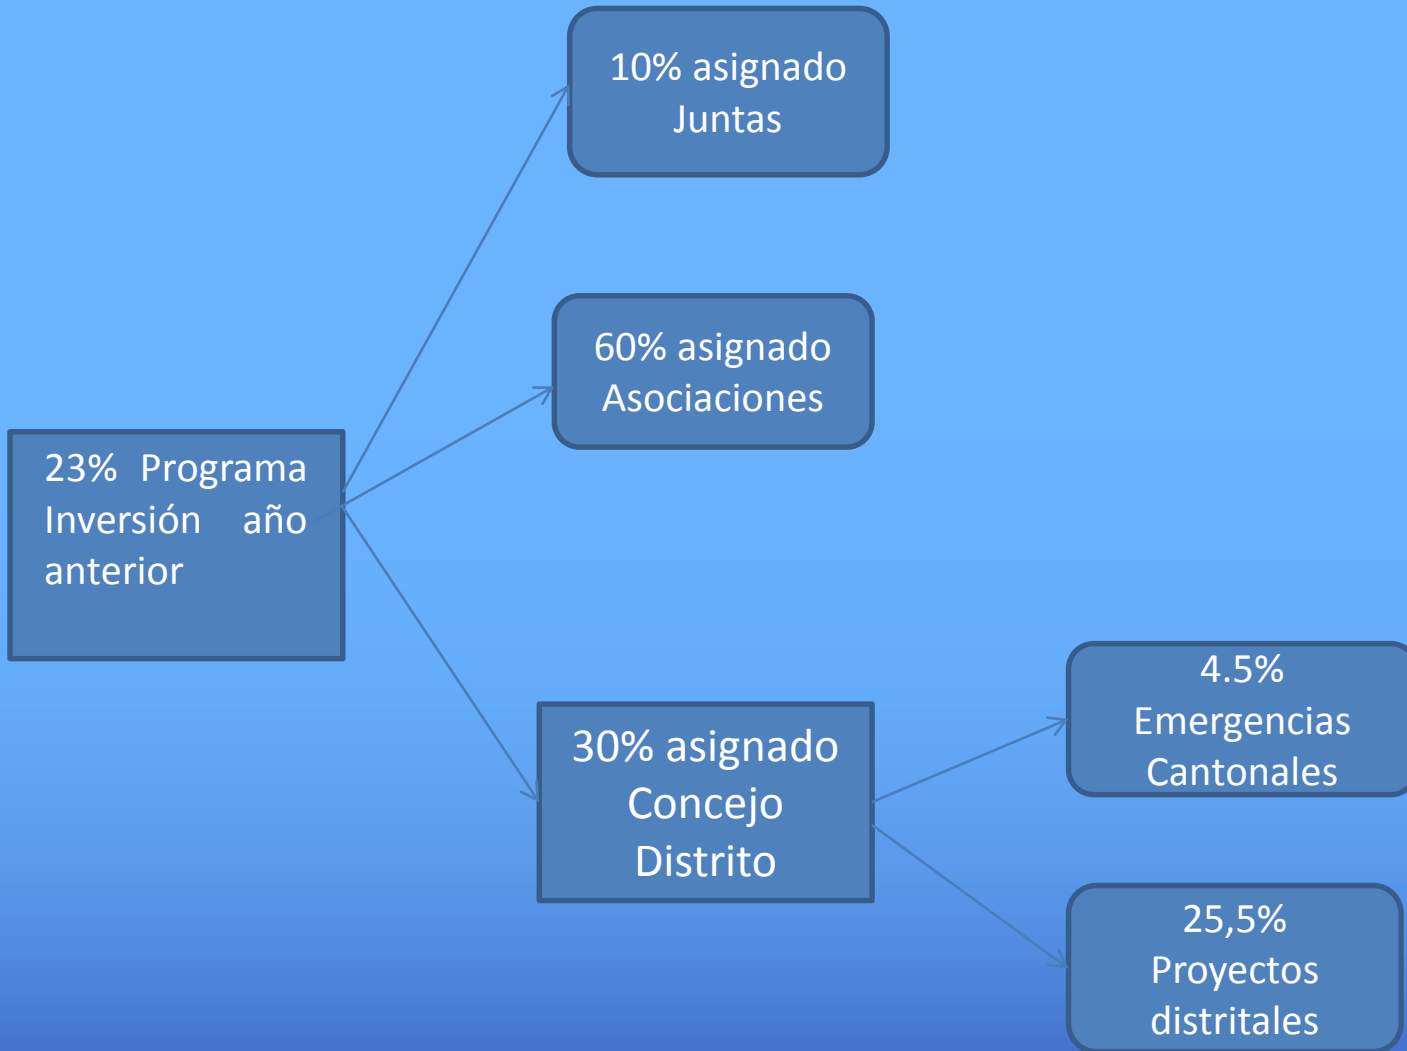 10% asignado
Juntas
60% asignado
Asociaciones
23% Programa
Inversión año
anterior
30% asignado
Concejo
Distrito
4.5%
Emergencias
Cantonales
25,5%
Proyectos
distritales